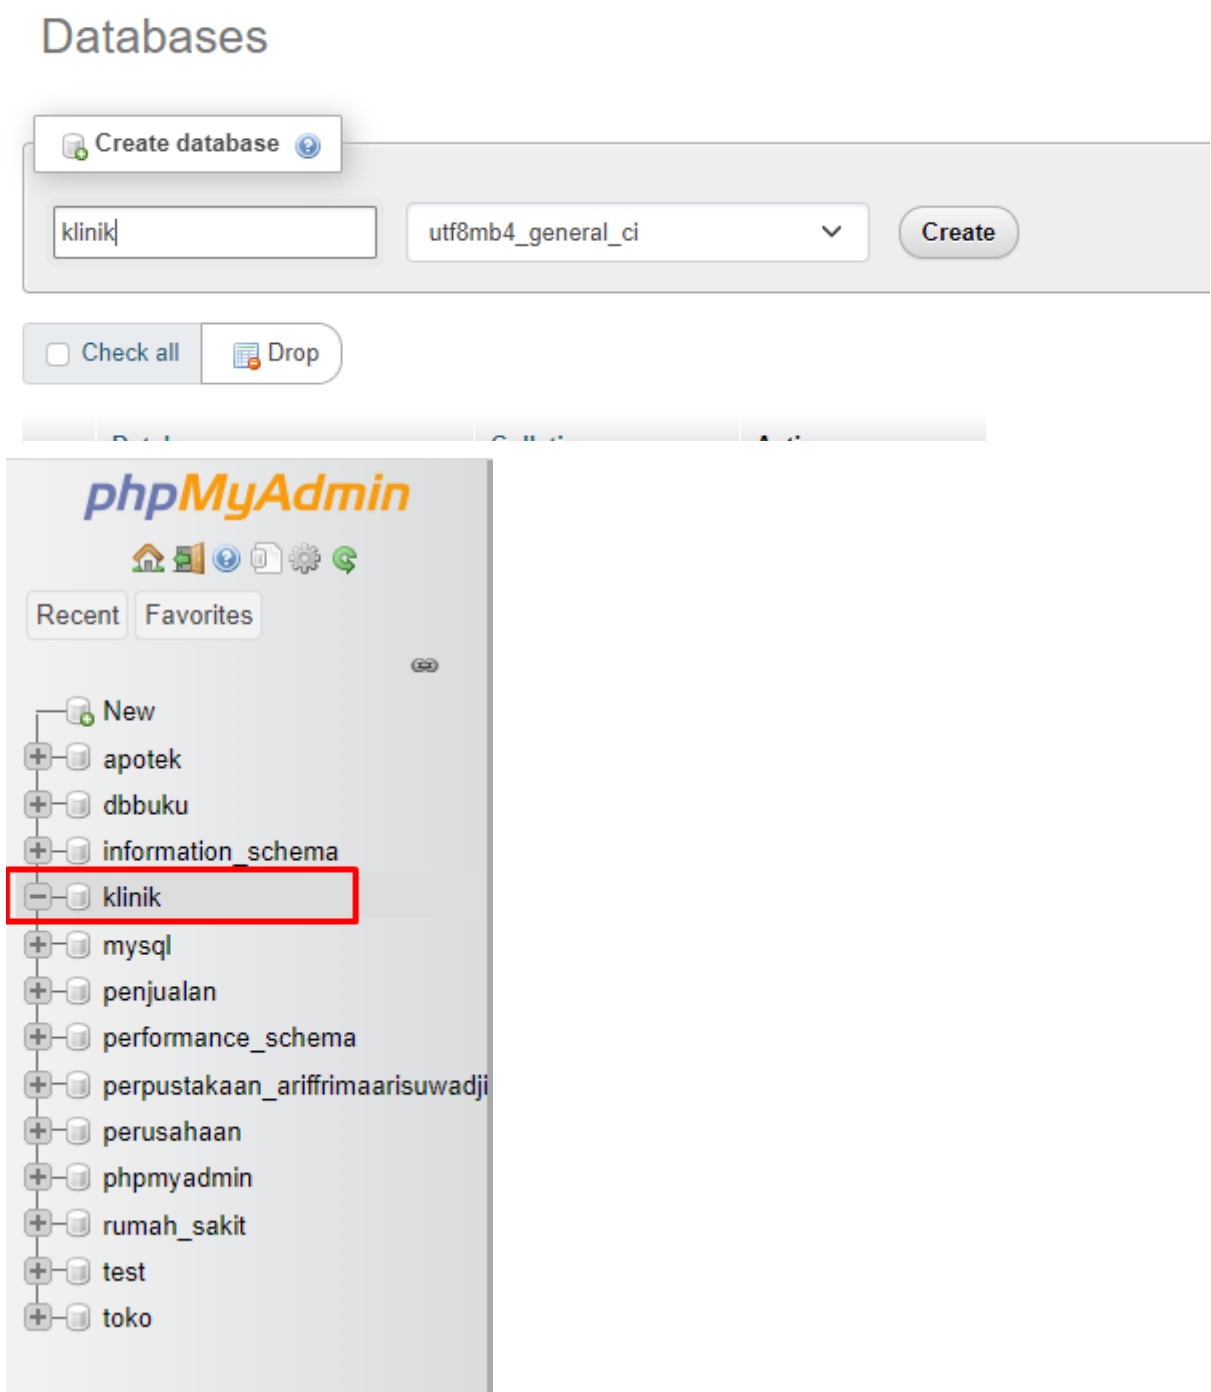 Databases
Create database
klinik
utf8mb4_general_ci
Create
Check all
Drop
phpMyAdmin
Recent
Favorites
New
apotek
dbbuku
information_schema
klinik
mysql
penjualan
performance_schema
perpustakaan_ariffrimaarisuwadji
perusahaan
phpmyadmin
rumah_sakit
test
toko